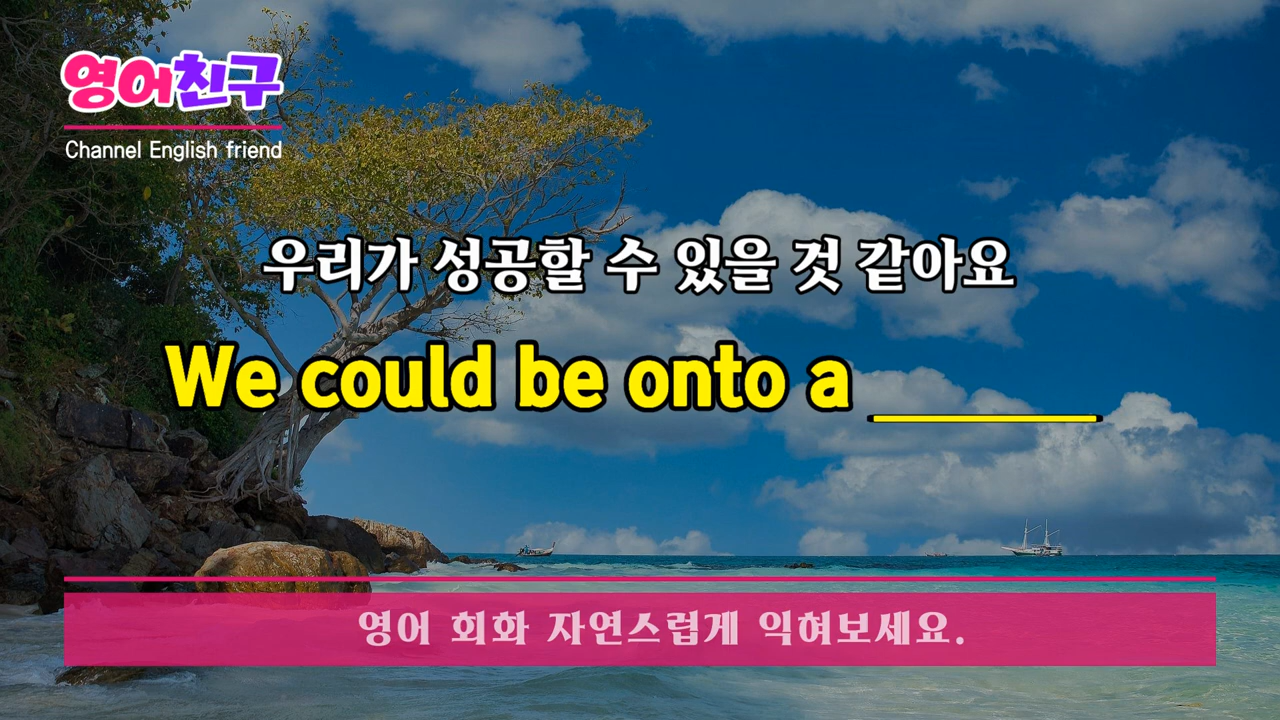 영어친구
Channel English friend
우리가 성공할 수 있을 것 같아요
We could be onto a _____
영어 회화 자연스럽게 익혀보세요.